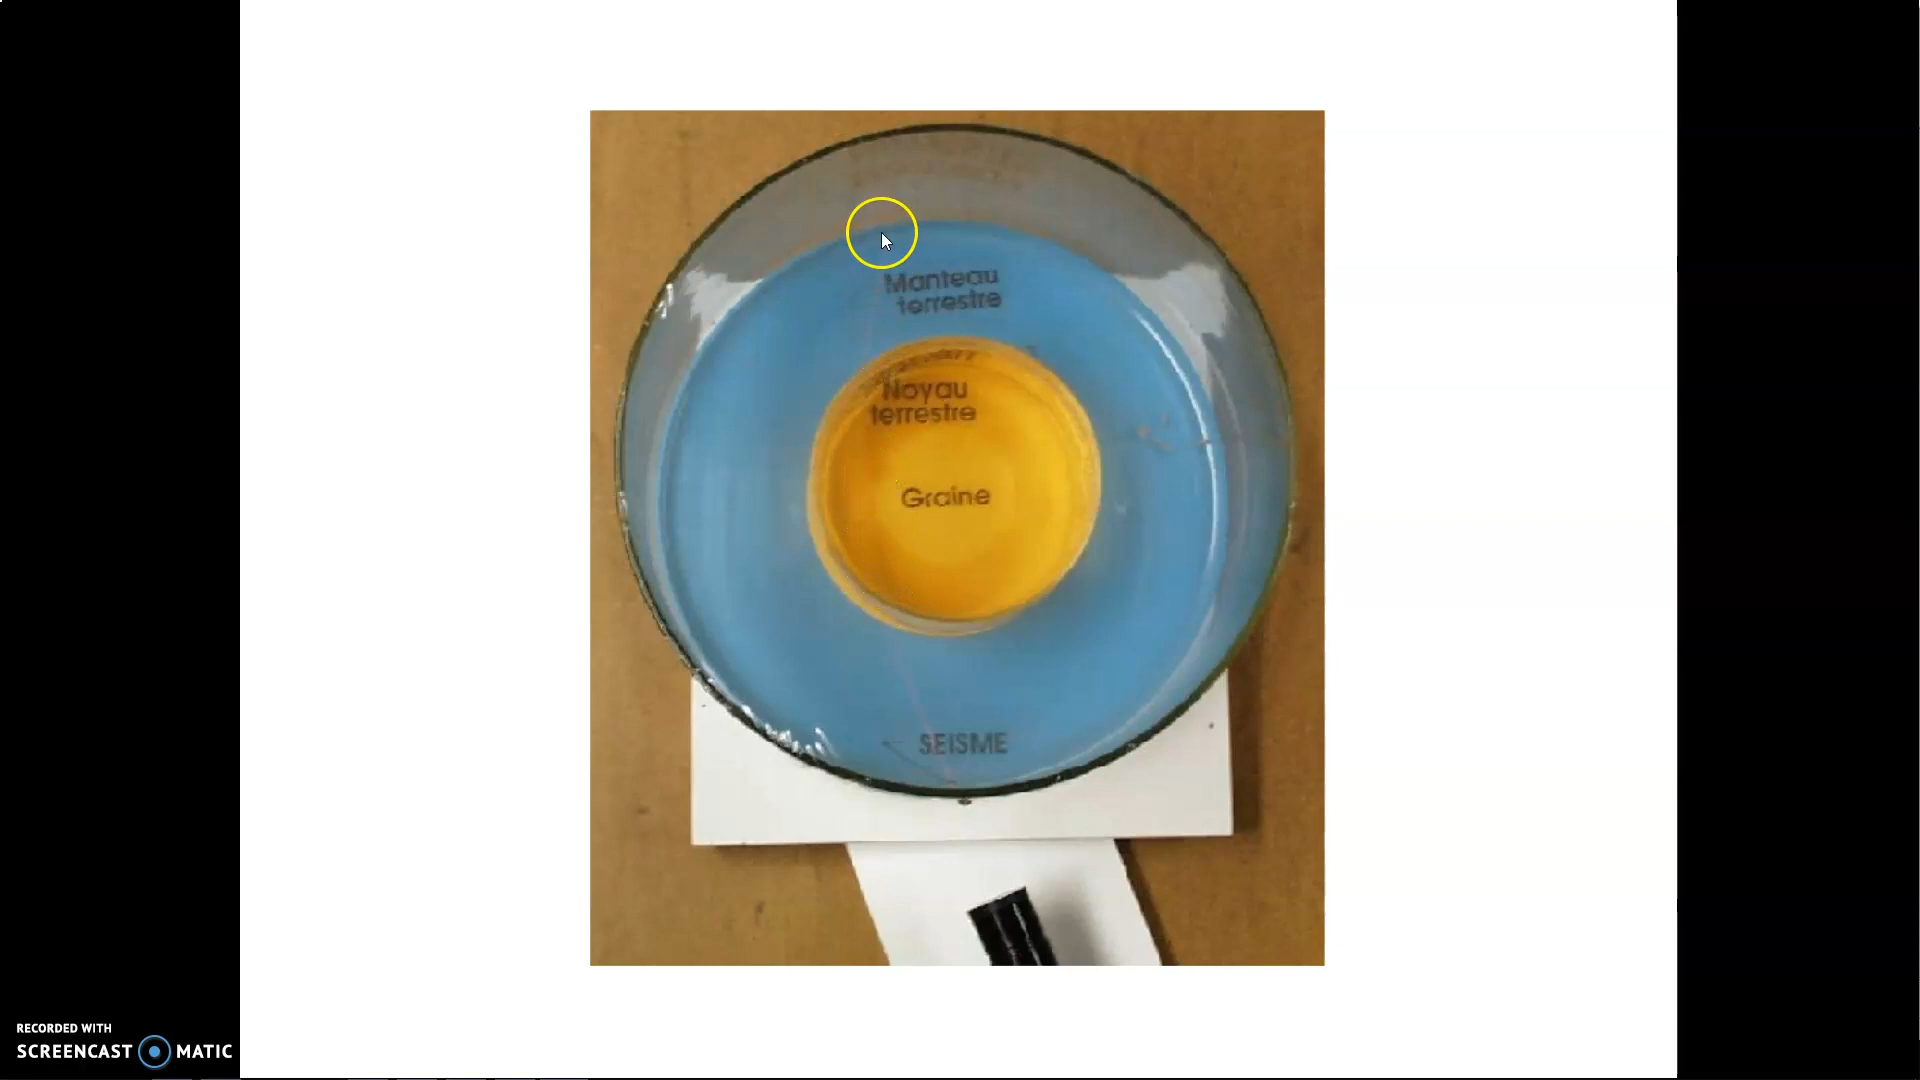 Manteau
terrestre
Noyau
terrestre
Graine
SEISME
RECORDED WITH
SCREENCAST MATIC